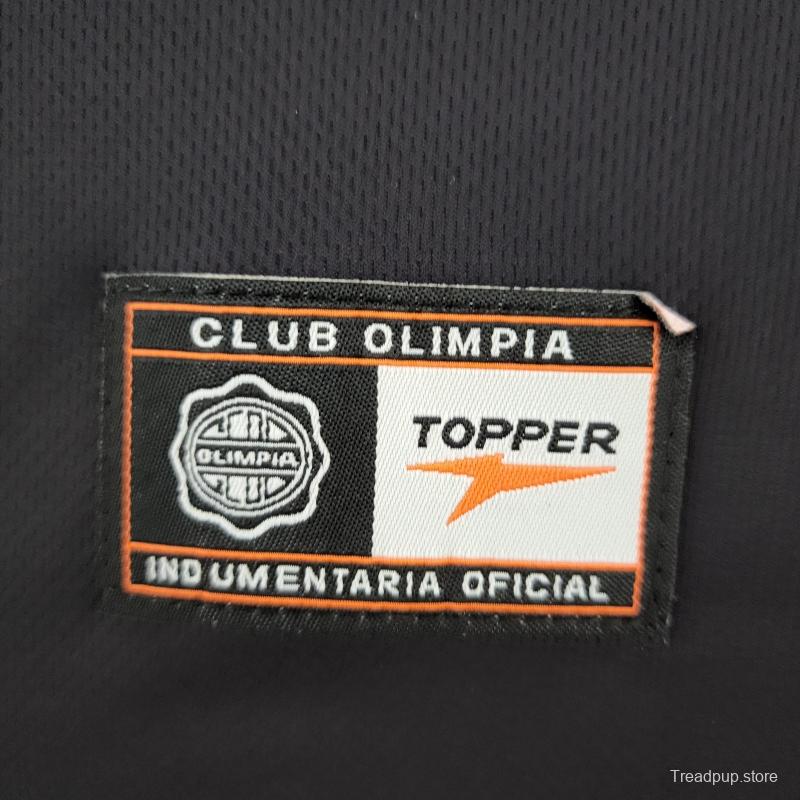 CLUB OLIMPIA
OLIMPIA
TOPPER
INDUMENTARIA OFICIAL
Treadpup.store